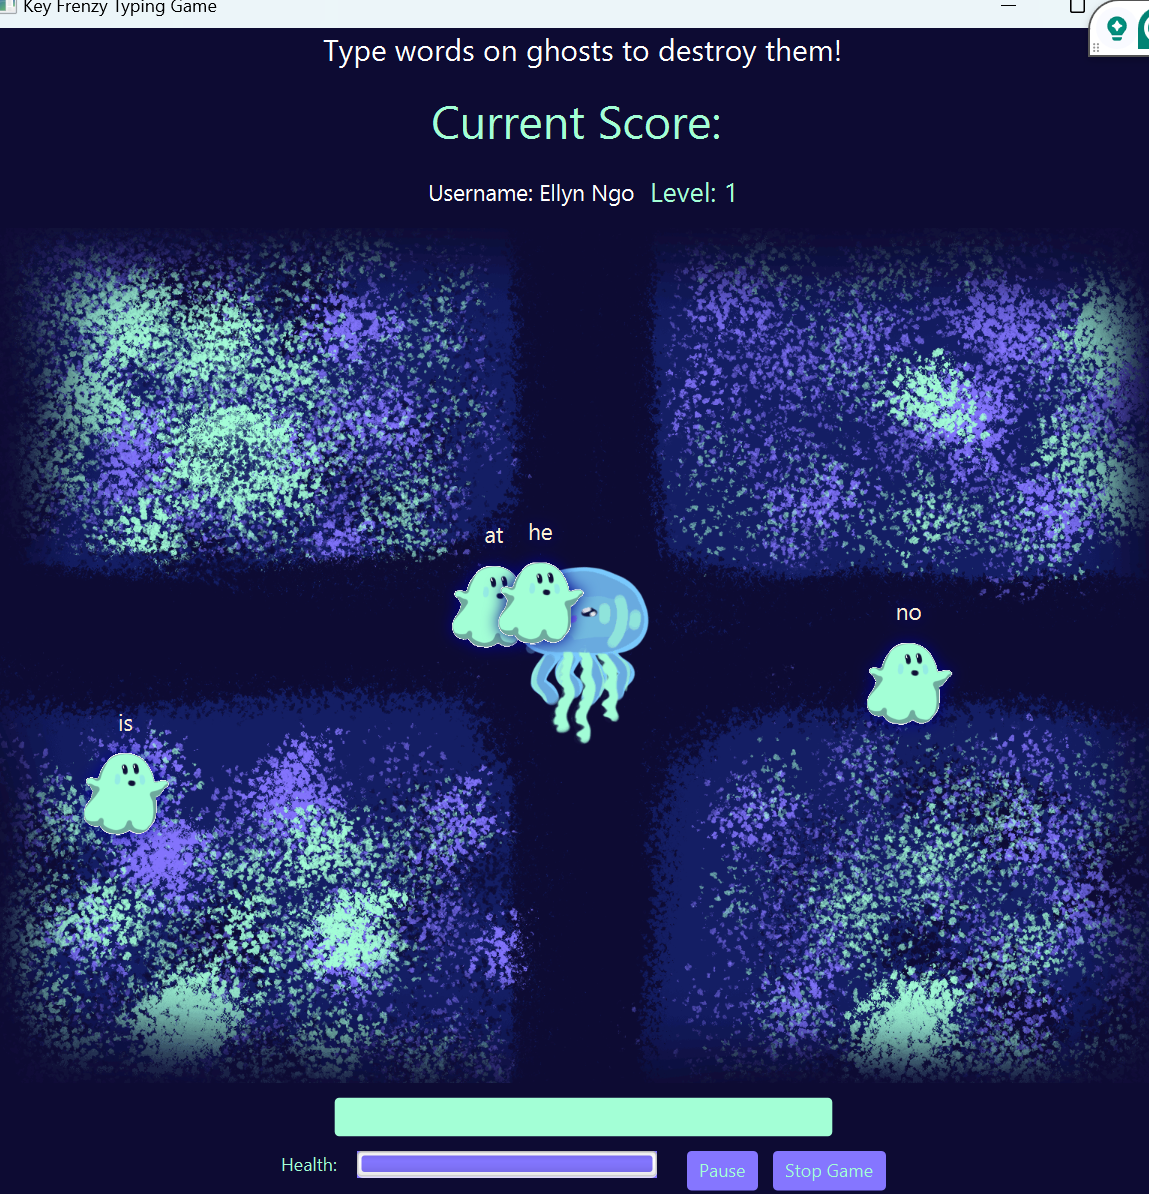 Key Frenzy Typing Game
Type words on ghosts to destroy them!
Current Score:
Username: Ellyn Ngo Level: 1
at he
no
is
Health: Pause Stop Game